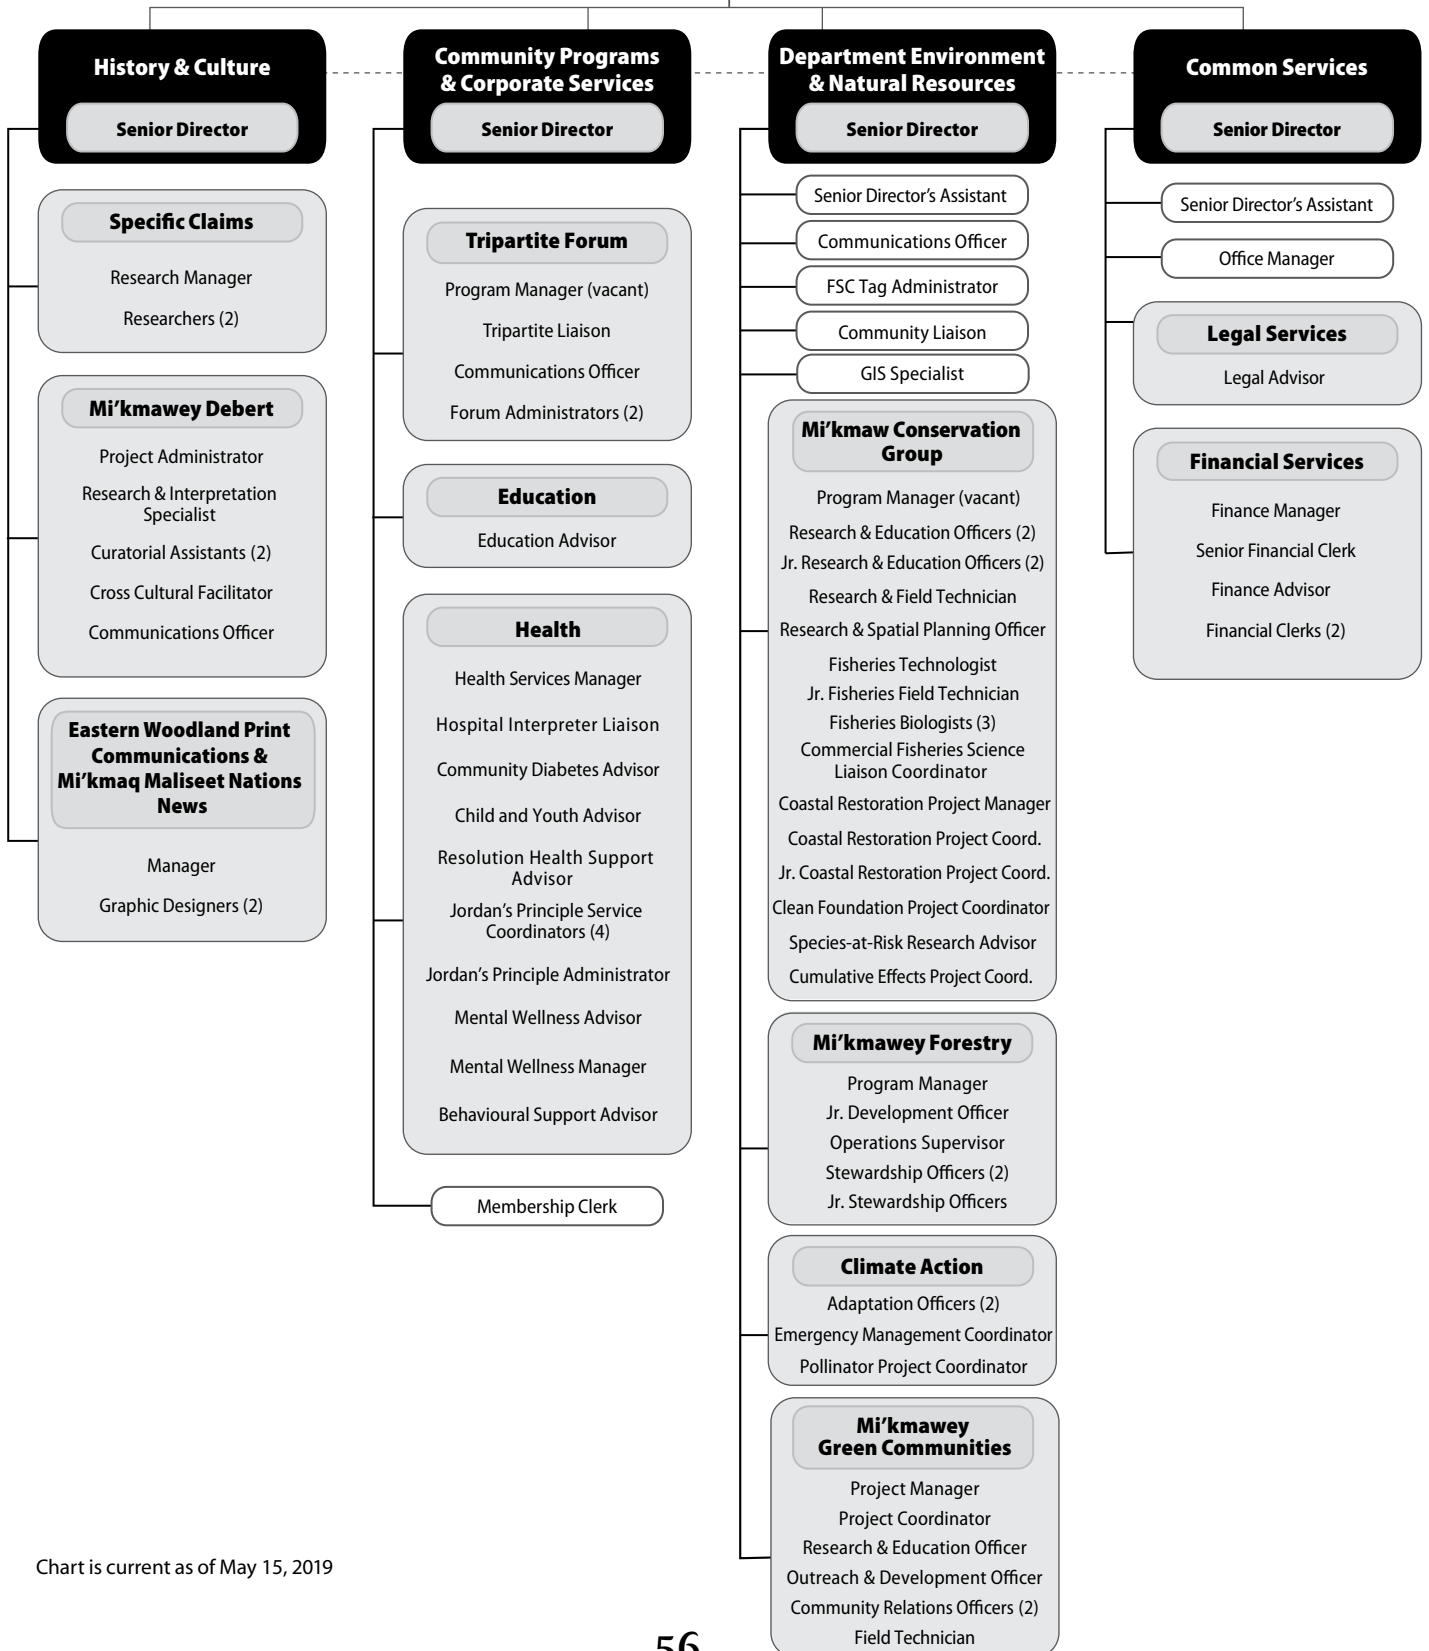 History & Culture
Senior Director
Specific Claims
Research Manager
Researchers (2)
Mi'kmawey Debert
Project Administrator
Research & Interpretation
Specialist
Curatorial Assistants (2)
Cross Cultural Facilitator
Communications Officer
Eastern Woodland Print
Communications &
Mi'kmaq Maliseet Nations
News
Manager
Graphic Designers (2)
Community Programs
& Corporate Services
Senior Director
Tripartite Forum
Program Manager (vacant)
Tripartite Liaison
Communications Officer
Forum Administrators (2)
Education
Education Advisor
Health
Health Services Manager
Hospital Interpreter Liaison
Community Diabetes Advisor
Child and Youth Advisor
Resolution Health Support
Advisor
Jordan's Principle Service
Coordinators (4)
Jordan's Principle Administrator
Mental Wellness Advisor
Mental Wellness Manager
Behavioural Support Advisor
Membership Clerk
Department Environment
& Natural Resources
Senior Director
Senior Director's Assistant
Communications Officer
FSC Tag Administrator
Community Liaison
GIS Specialist
Mi'kmaw Conservation
Group
Program Manager (vacant)
Research & Education Officers (2)
Jr. Research & Education Officers (2)
Research & Field Technician
Research & Spatial Planning Officer
Fisheries Technologist
Jr. Fisheries Field Technician
Fisheries Biologists (3)
Commercial Fisheries Science
Liaison Coordinator
Coastal Restoration Project Manager
Coastal Restoration Project Coord.
Jr. Coastal Restoration Project Coord.
Clean Foundation Project Coordinator
Species-at-Risk Research Advisor
Cumulative Effects Project Coord.
Mi'kmawey Forestry
Program Manager
Jr. Development Officer
Operations Supervisor
Stewardship Officers (2)
Jr. Stewardship Officers
Climate Action
Adaptation Officers (2)
Emergency Management Coordinator
Pollinator Project Coordinator
Mi'kmawey
Green Communities
Project Manager
Project Coordinator
Research & Education Officer
Outreach & Development Officer
Community Relations Officers (2)
Field Technician
Common Services
Senior Director
Senior Director's Assistant
Office Manager
Legal Services
Legal Advisor
Financial Services
Finance Manager
Senior Financial Clerk
Finance Advisor
Financial Clerks (2)
Chart is current as of May 15, 2019
56